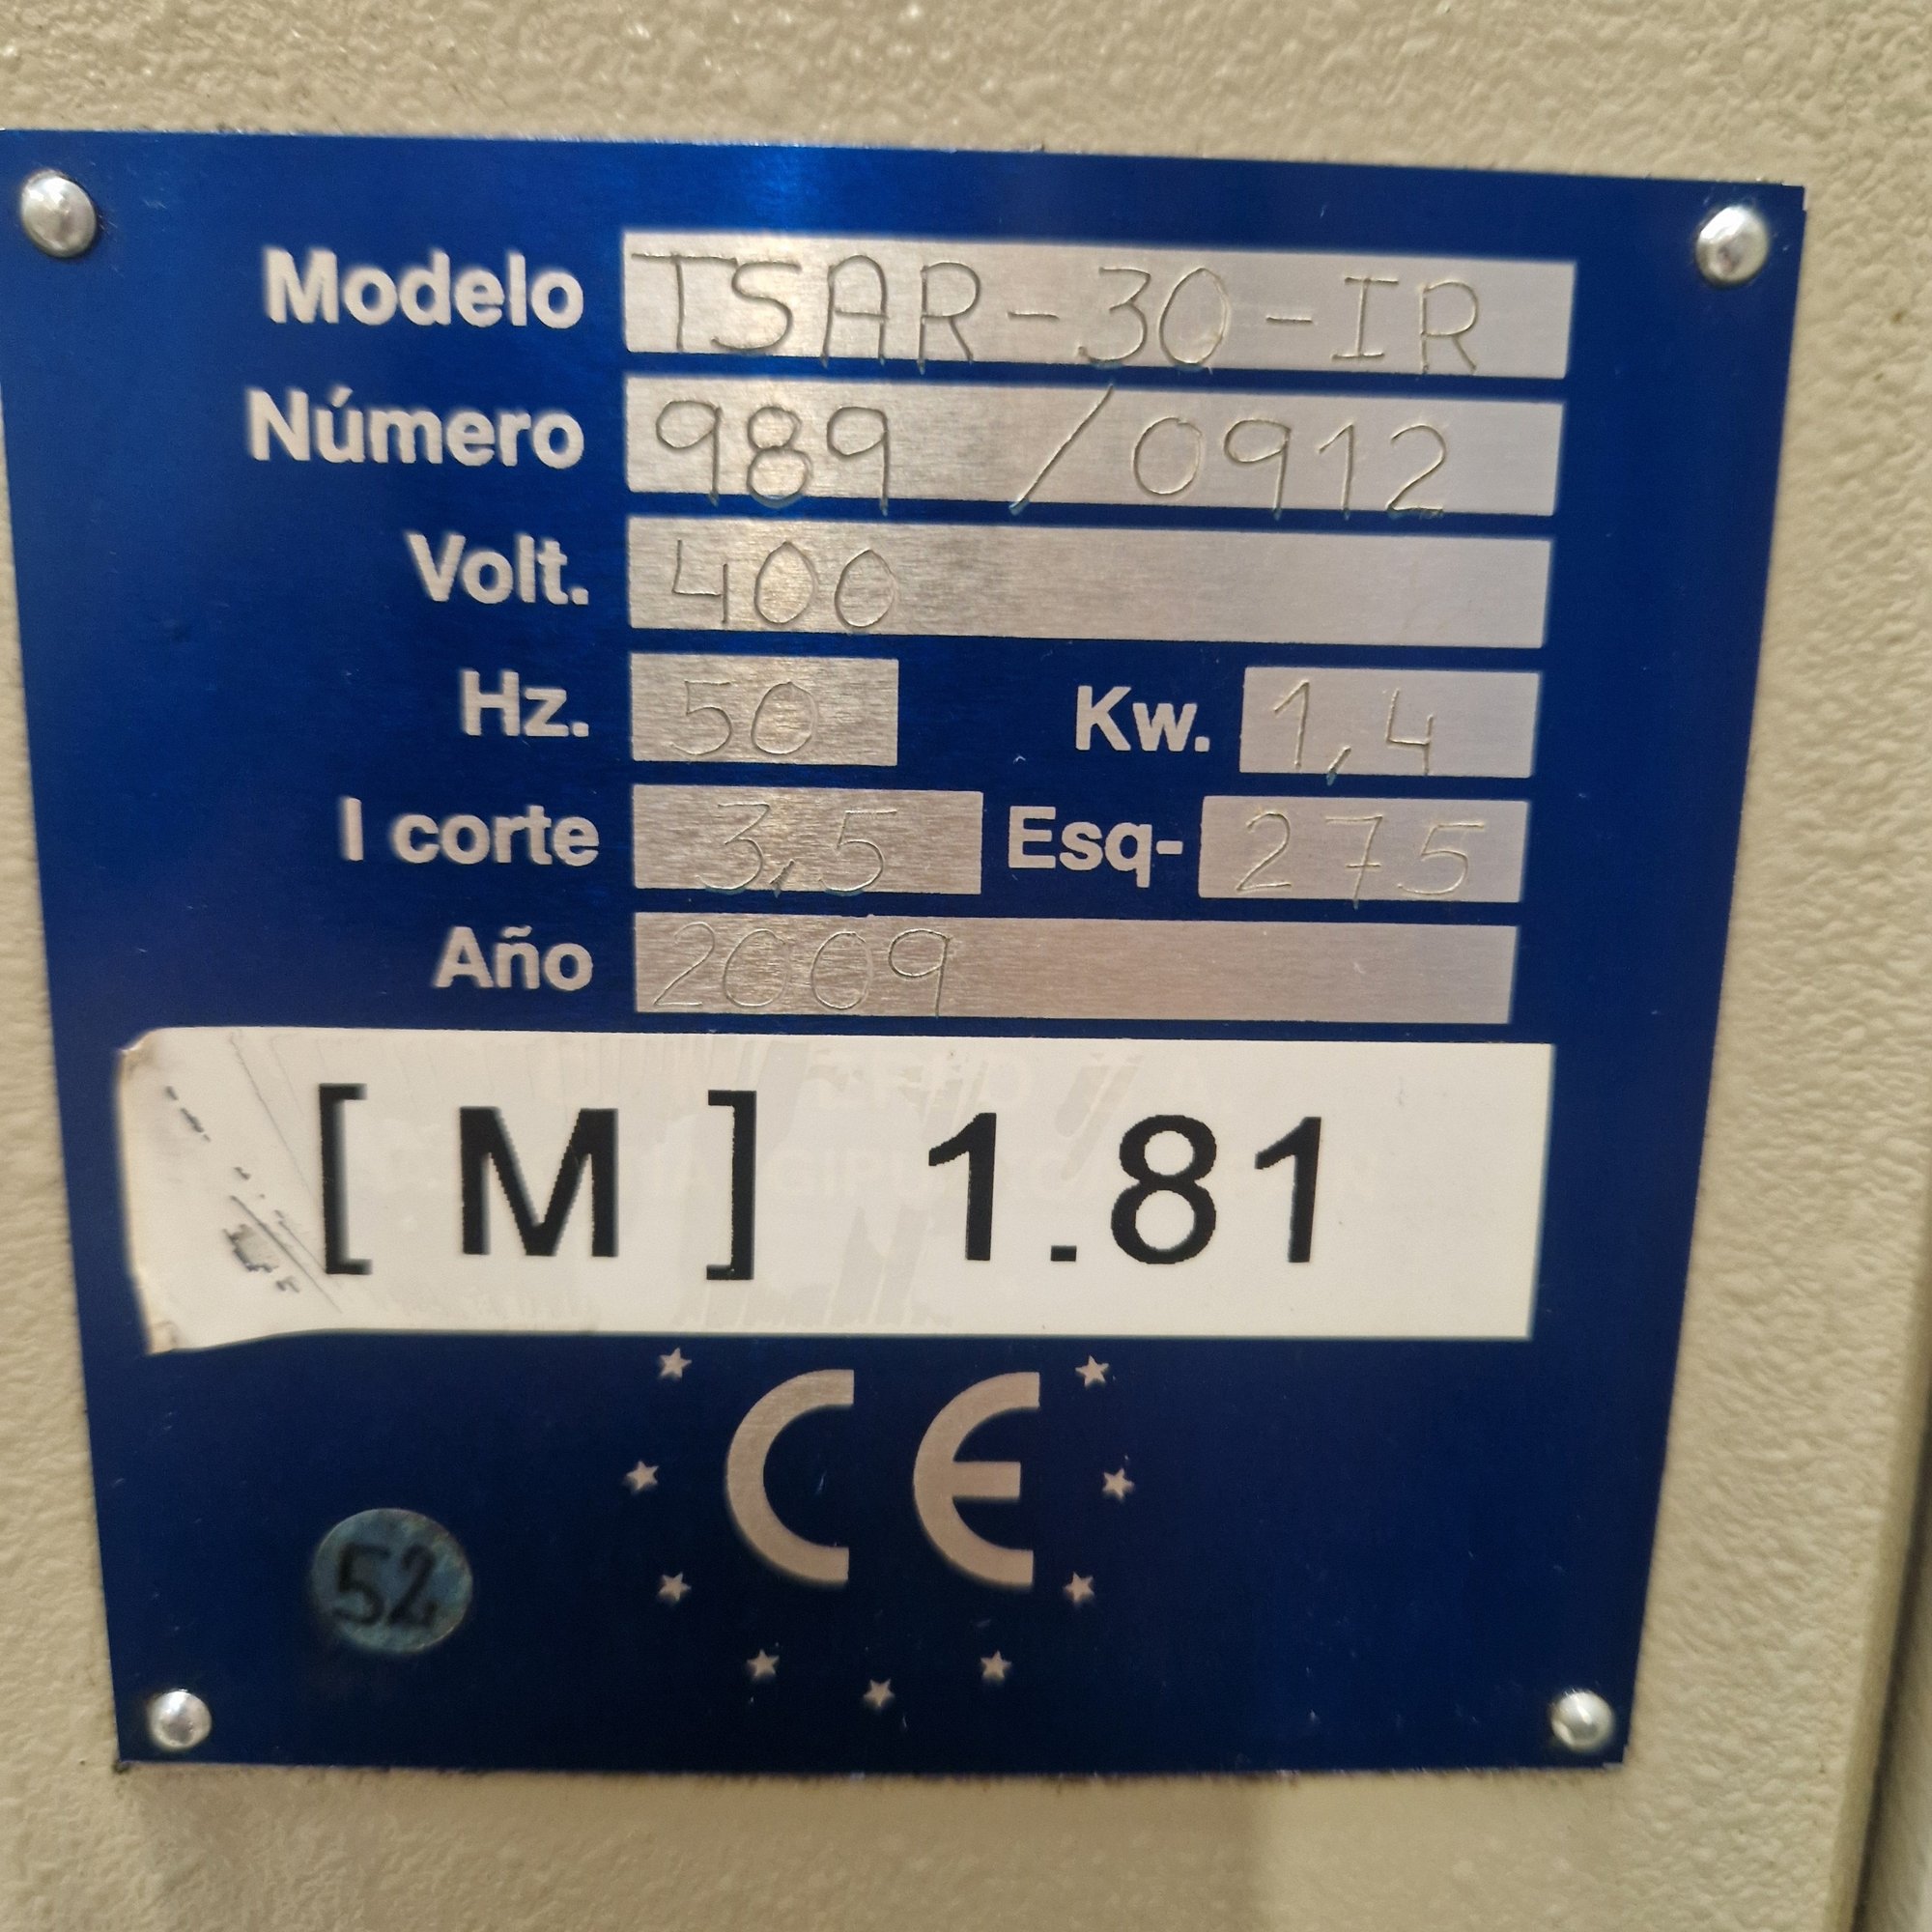 Modelo TSAR-30-IR
Número 989 /0912
Volt. 400
Hz. 50 Kw. 1,4
I corte 3,5 Esq- 275
Año 2009
[ M ] 1.81
CE
52